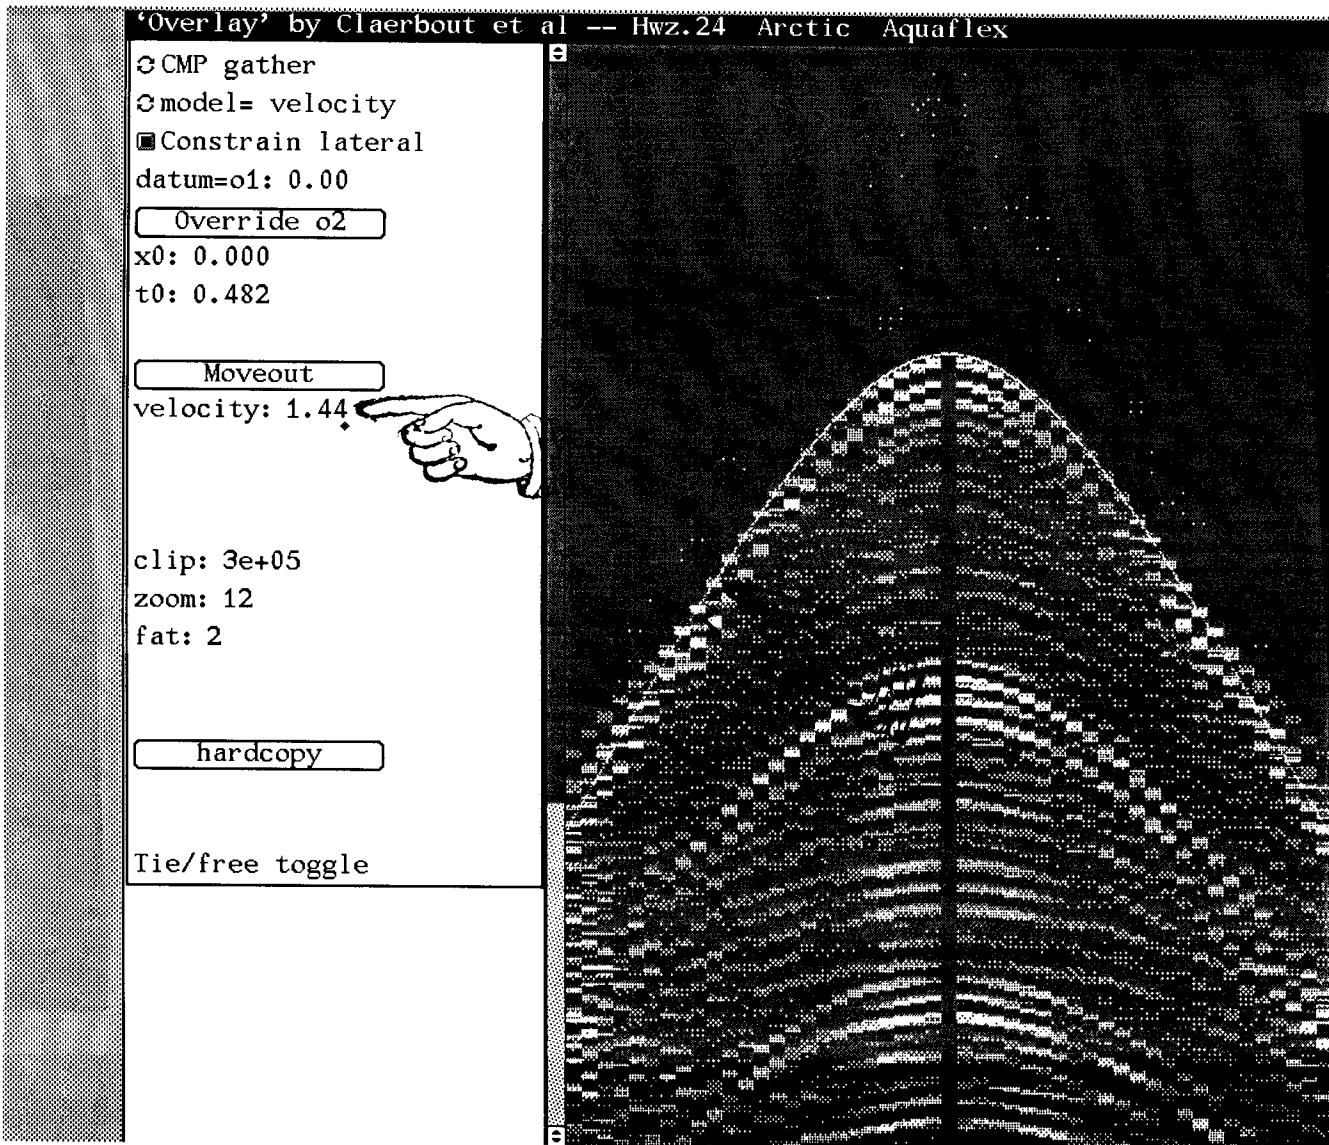 ‘Overlay’ by Claerbout et al -- Hwz.24 Arctic Aquaflex
CMP gather
model= velocity
Constrain lateral
datum=o1: 0.00
Override o2
x0: 0.000
t0: 0.482
Moveout
velocity: 1.44
clip: 3e+05
zoom: 12
fat: 2
hardcopy
Tie/free toggle